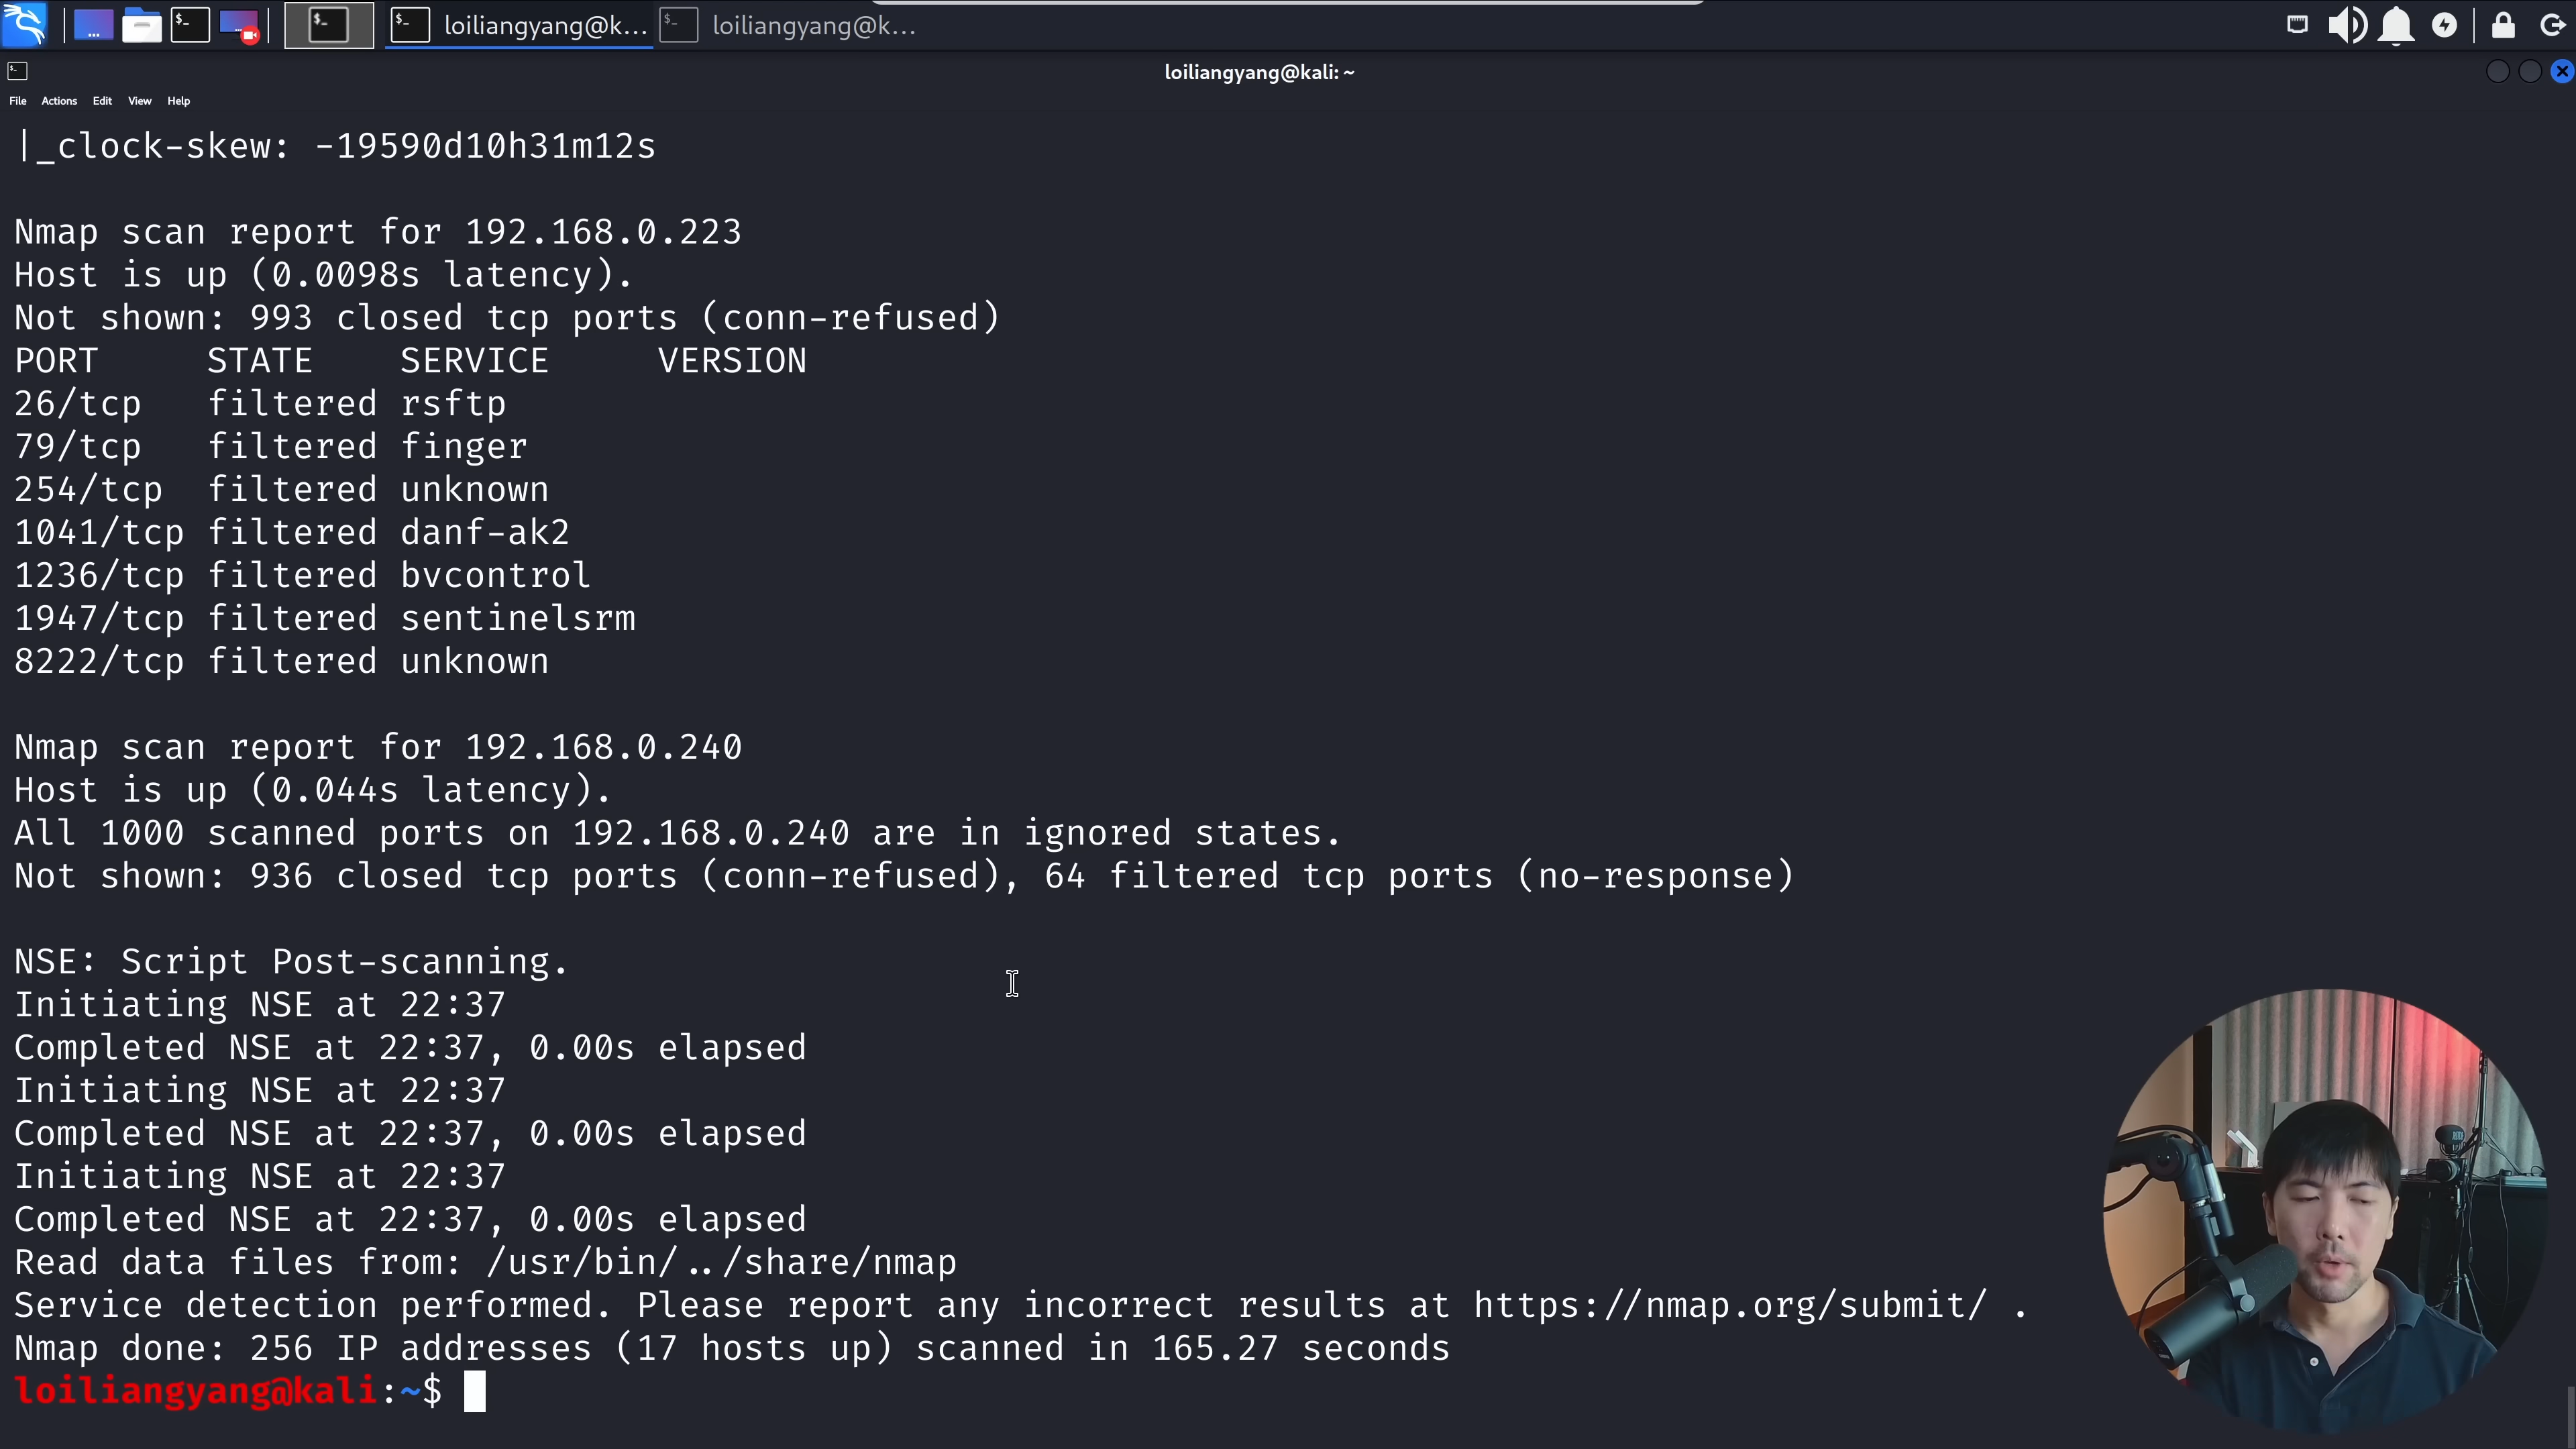 loiliangyang@k...
loiliangyang@k...
loiliangyang@kali: ~
File Actions Edit View Help
|_clock-skew: -19590d10h31m12s
Nmap scan report for 192.168.0.223
Host is up (0.0098s latency).
Not shown: 993 closed tcp ports (conn-refused)
PORT STATE SERVICE VERSION
26/tcp filtered rsftp
79/tcp filtered finger
254/tcp filtered unknown
1041/tcp filtered danf-ak2
1236/tcp filtered bvcontrol
1947/tcp filtered sentinelsrm
8222/tcp filtered unknown
Nmap scan report for 192.168.0.240
Host is up (0.044s latency).
All 1000 scanned ports on 192.168.0.240 are in ignored states.
Not shown: 936 closed tcp ports (conn-refused), 64 filtered tcp ports (no-response)
NSE: Script Post-scanning.
Initiating NSE at 22:37
Completed NSE at 22:37, 0.00s elapsed
Initiating NSE at 22:37
Completed NSE at 22:37, 0.00s elapsed
Initiating NSE at 22:37
Completed NSE at 22:37, 0.00s elapsed
Read data files from: /usr/bin/../share/nmap
Service detection performed. Please report any incorrect results at https://nmap.org/submit/ .
Nmap done: 256 IP addresses (17 hosts up) scanned in 165.27 seconds
loiliangyang@kali:~$